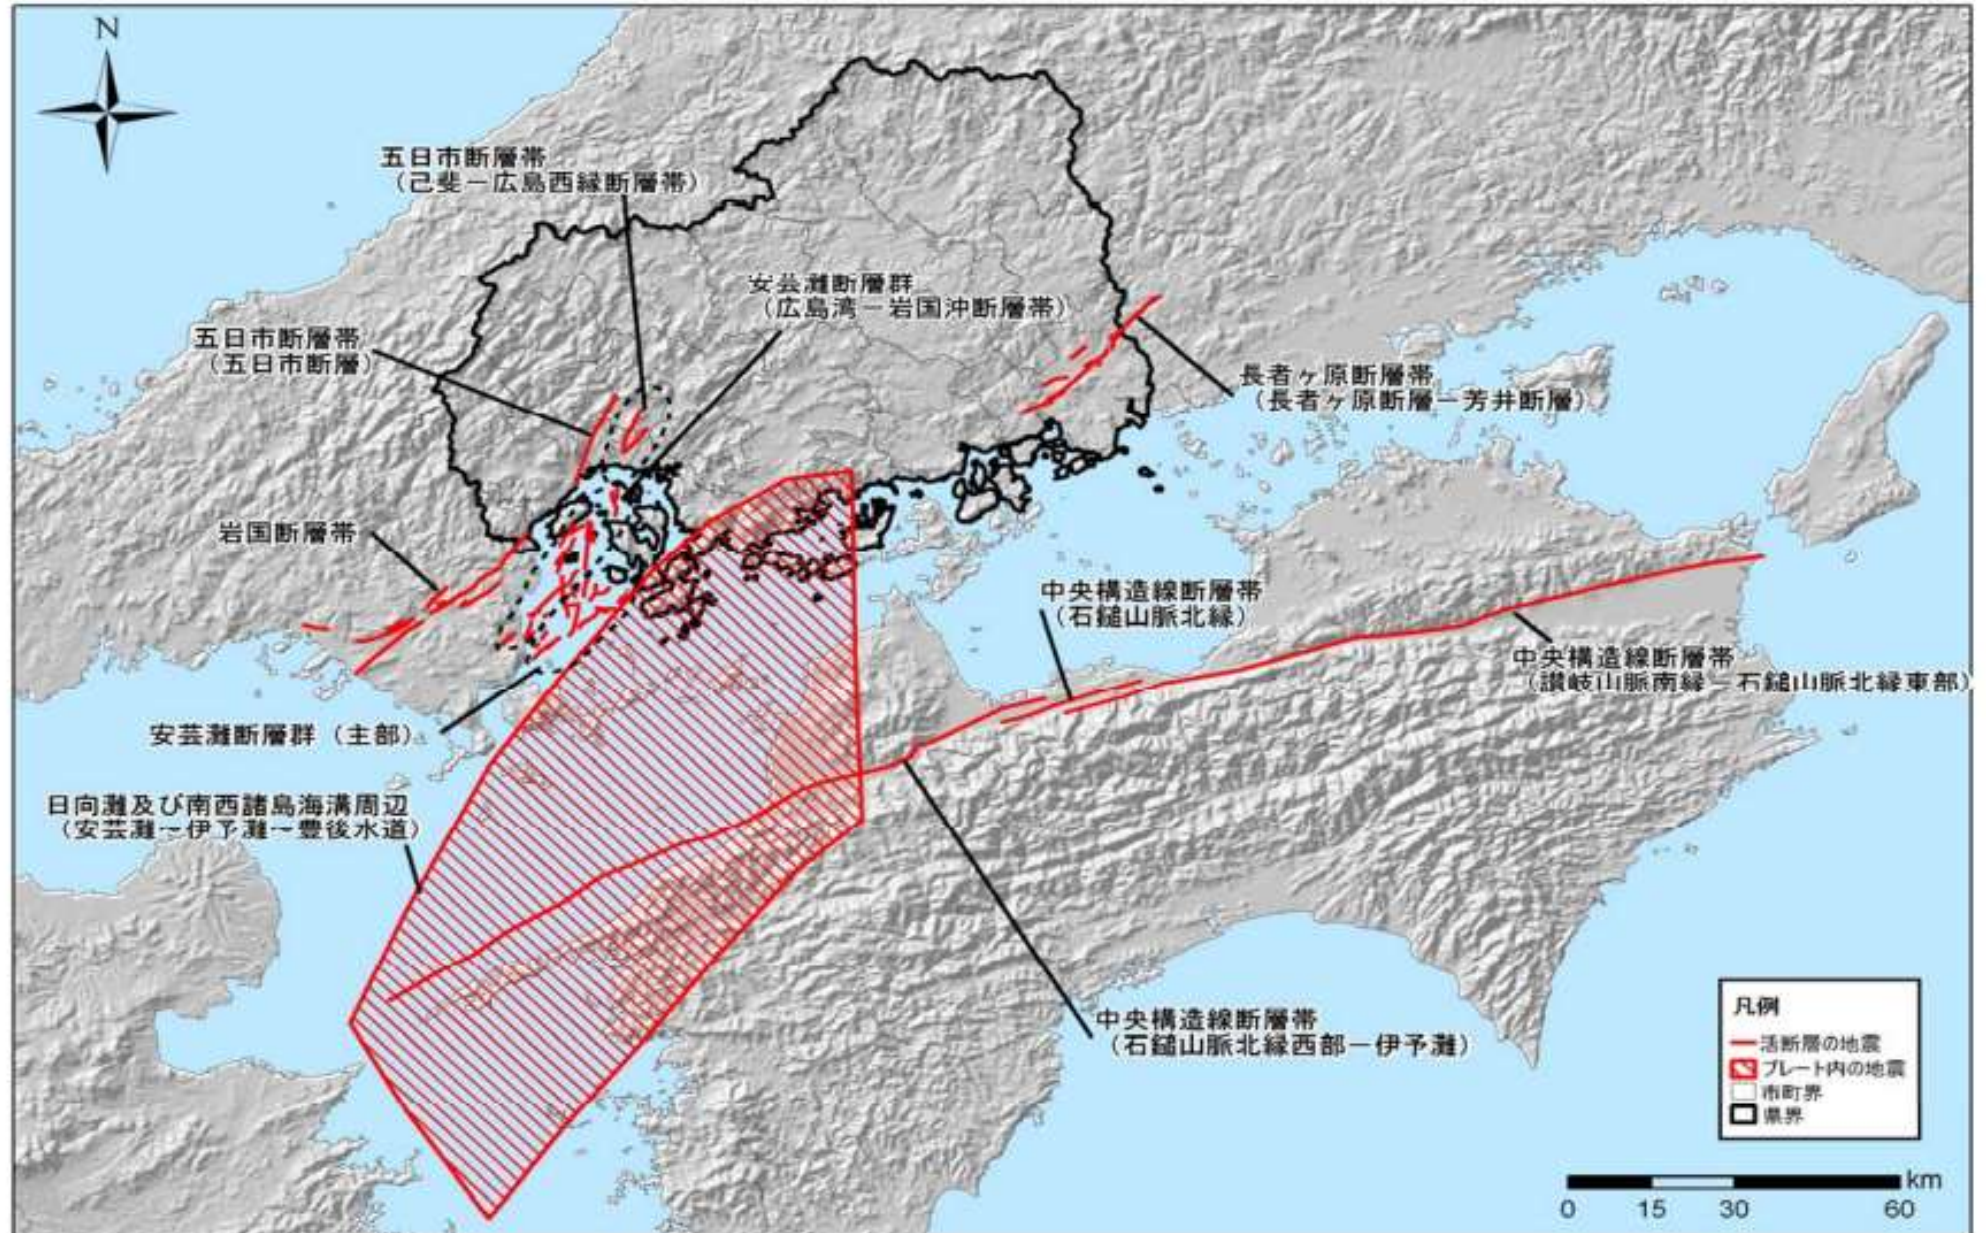 N
五日市断層帯
（己斐－広島西縁断層帯）
安芸灘断層群
（広島湾－岩国沖断層帯）
五日市断層帯
（五日市断層）
長者ヶ原断層帯
（長者ヶ原断層－芳井断層）
岩国断層帯
中央構造線断層帯
（石鎚山脈北縁）
中央構造線断層帯
（讃岐山脈南縁－石鎚山脈北縁東部）
安芸灘断層群（主部）
日向灘及び南西諸島海溝周辺
（安芸灘～伊予灘～豊後水道）
中央構造線断層帯
（石鎚山脈北縁西部－伊予灘）
凡例
活断層の地震
プレート内の地震
市町界
県界
km
0 15 30 60